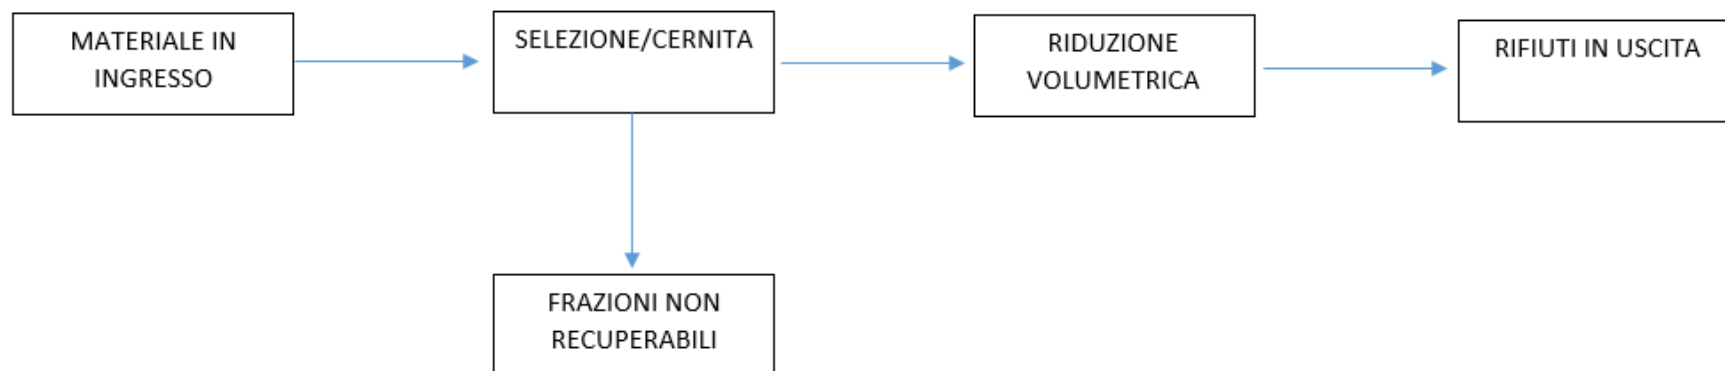 MATERIALE IN
INGRESSO
SELEZIONE/CERNITA
RIDUZIONE
VOLUMETRICA
RIFIUTI IN USCITA
FRAZIONI NON
RECUPERABILI